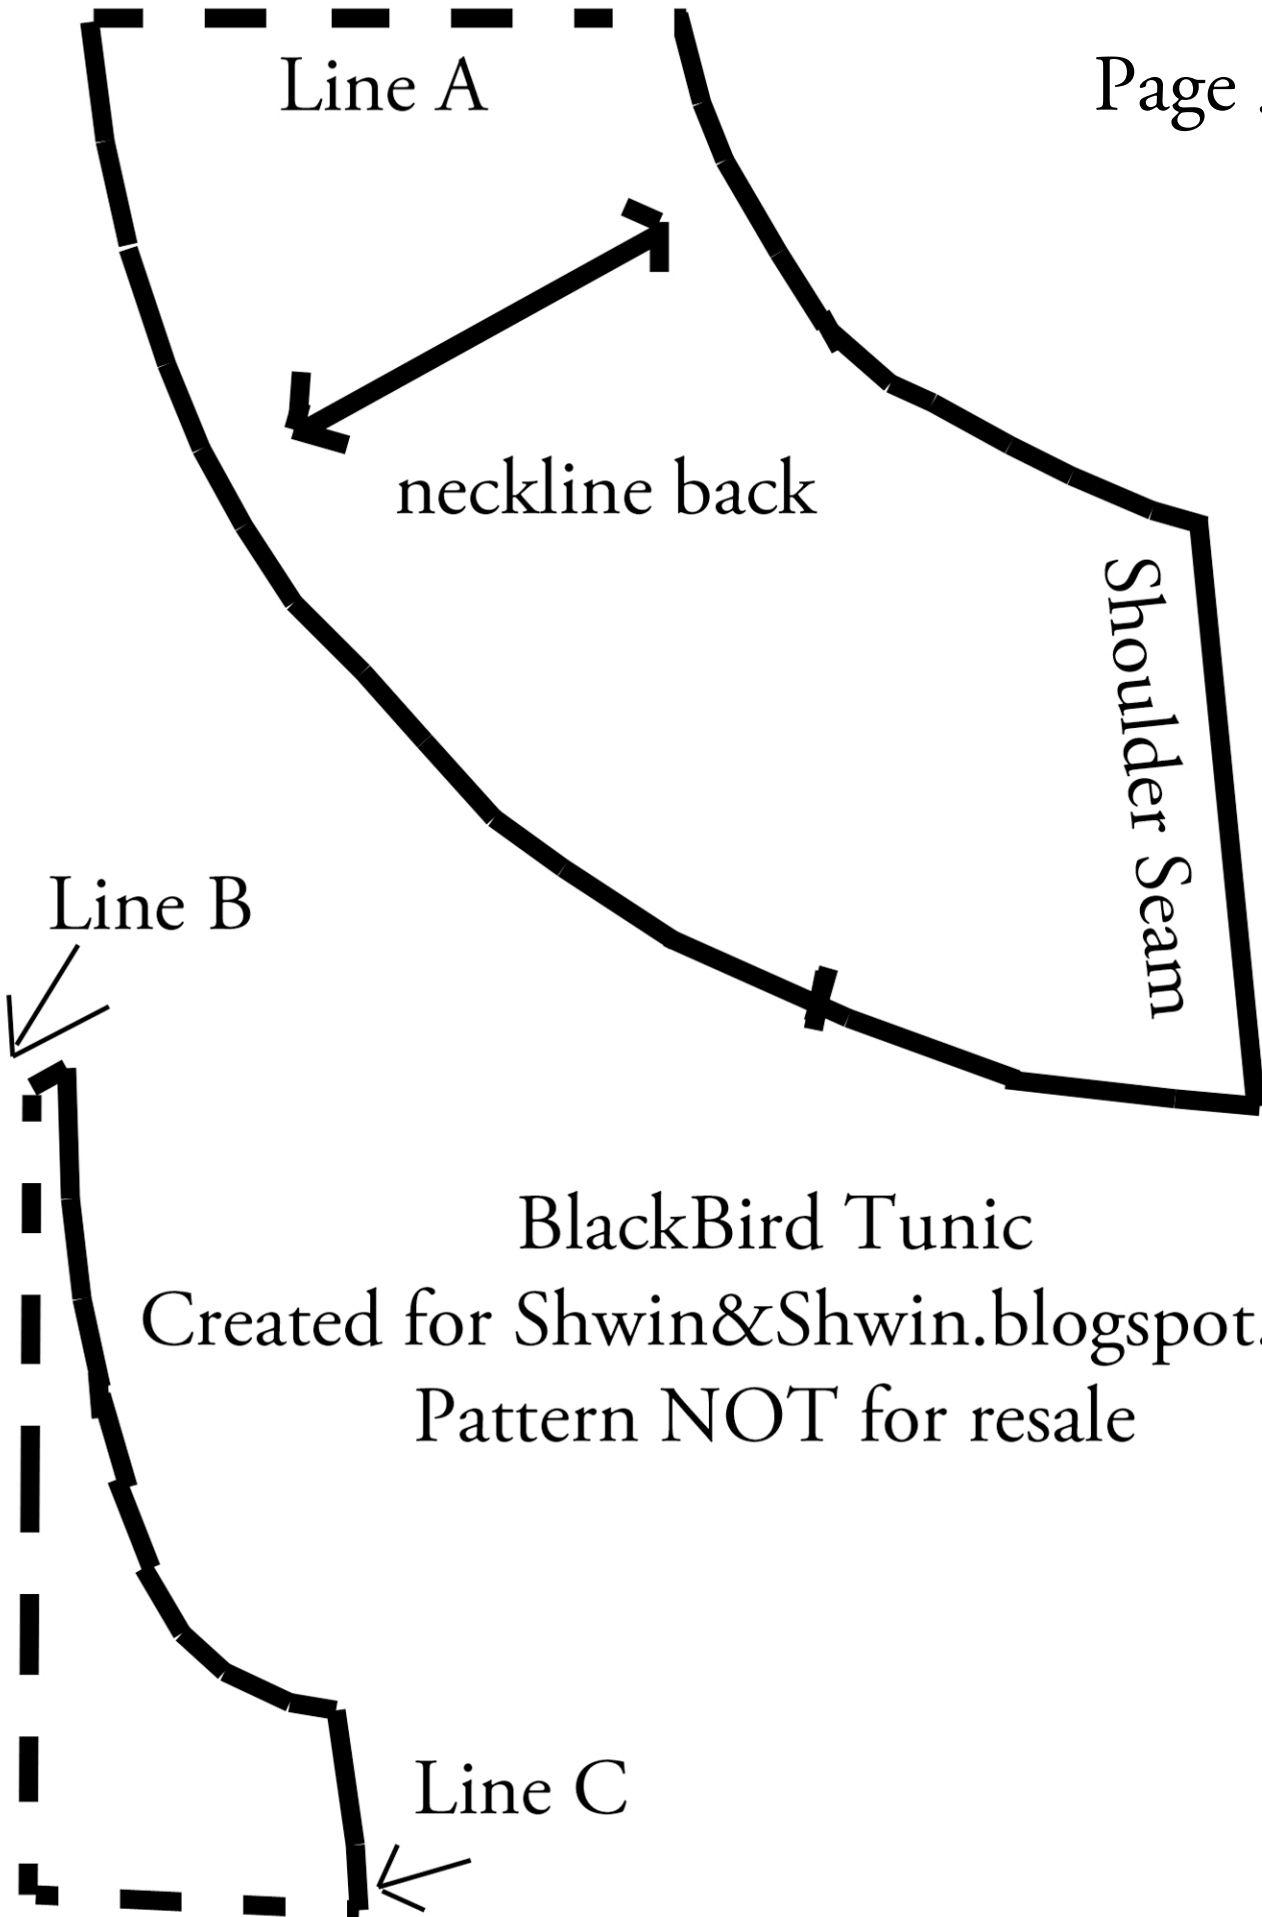 Line A
Page
neckline back
Shoulder Seam
Line B
BlackBird Tunic
Created for Shwin&Shwin.blogspot.
Pattern NOT for resale
Line C